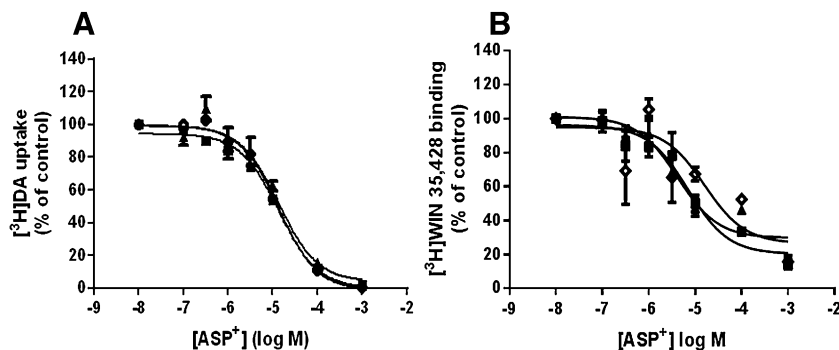 A
[³H]DA uptake
(% of control)
140
120
100
80
60
40
20
0
-9 -8 -7 -6 -5 -4 -3 -2
[ASP⁺] (log M)
B
[³H]WIN 35,428 binding
(% of control)
140
120
100
80
60
40
20
0
-9 -8 -7 -6 -5 -4 -3 -2
[ASP⁺] log M